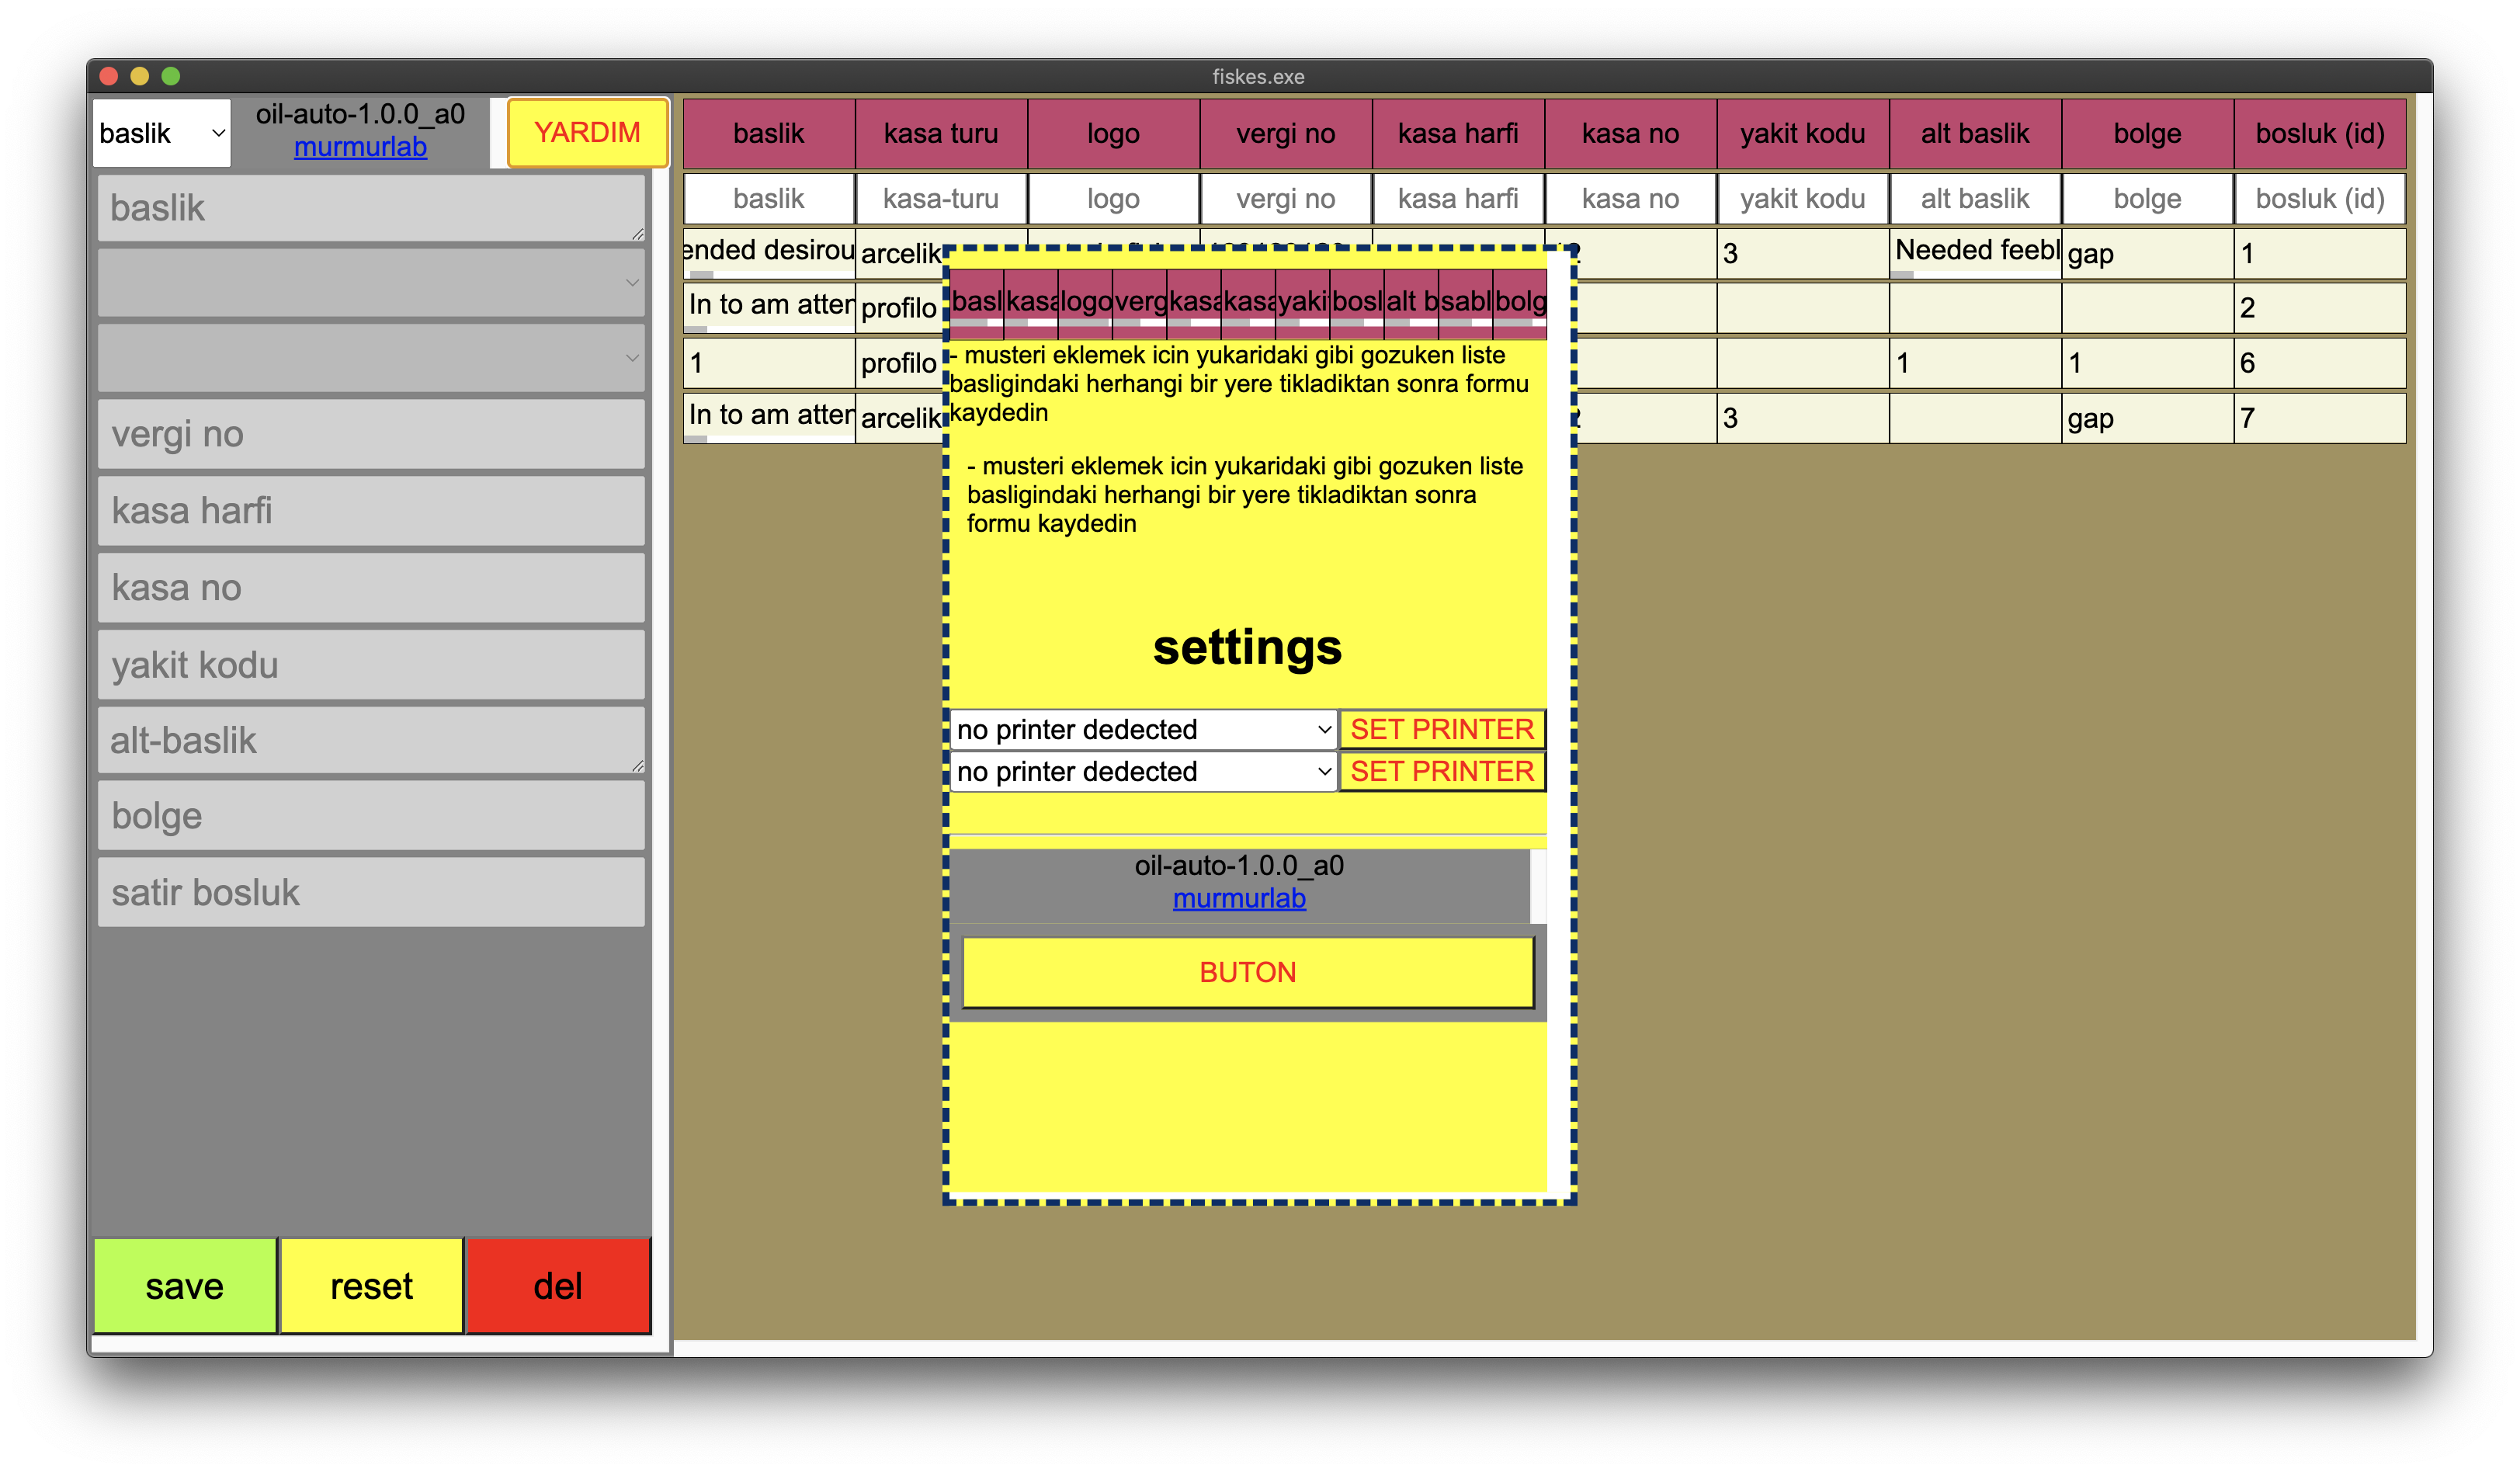 fiskes.exe
baslik
oil-auto-1.0.0_a0
murmurlab
YARDIM
baslik
vergi no
kasa harfi
kasa no
yakit kodu
alt-baslik
bolge
satir bosluk
save reset del
baslik kasa turu logo vergi no kasa harfi kasa no yakit kodu alt baslik bolge bosluk (id)
baslik kasa-turu logo vergi no kasa harfi kasa no yakit kodu alt baslik bolge bosluk (id)
ended desirou arcelik 3 Needed feebl gap 1
In to am atter profilo 2
1 profilo 1 1 6
In to am atter arcelik 3 gap 7
basl kasa logo verg kasa kasa yakit bosl alt b sabl bolg
- musteri eklemek icin yukaridaki gibi gozuken liste
basligindaki herhangi bir yere tikladiktan sonra formu
kaydedin
- musteri eklemek icin yukaridaki gibi gozuken liste
basligindaki herhangi bir yere tikladiktan sonra
formu kaydedin
settings
no printer dedected SET PRINTER
no printer dedected SET PRINTER
oil-auto-1.0.0_a0
murmurlab
BUTON